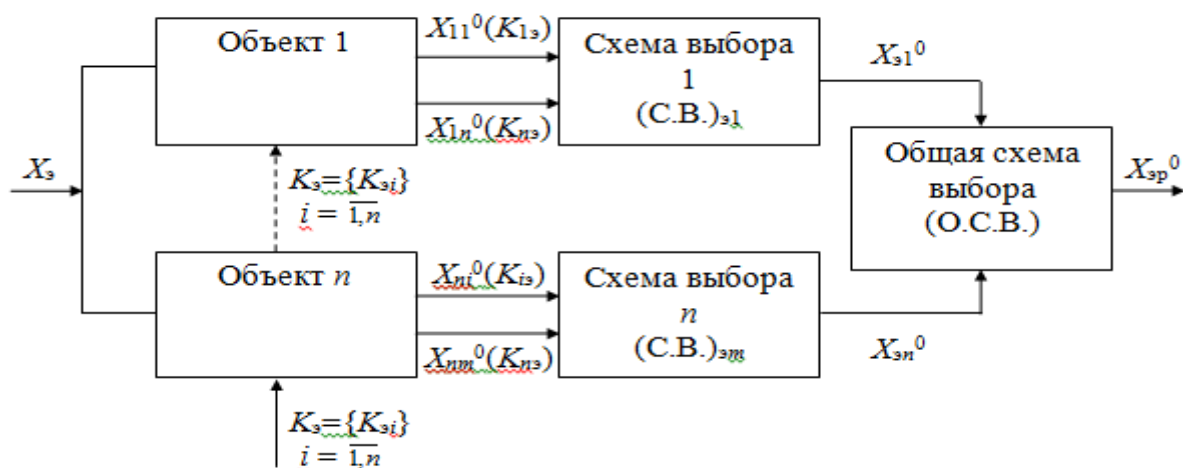 Объект 1
X11⁰(K1э)
X1n⁰(Knэ)
Схема выбора
1
(С.В.)э1
Xэ1⁰
Xэ
Kэ={Kэi}
i = 1,n
Общая схема
выбора
(О.С.В.)
Xэр⁰
Объект n
Xni⁰(Kiэ)
Xnm⁰(Knэ)
Схема выбора
n
(С.В.)эm
Xэn⁰
Kэ={Kэi}
i = 1,n